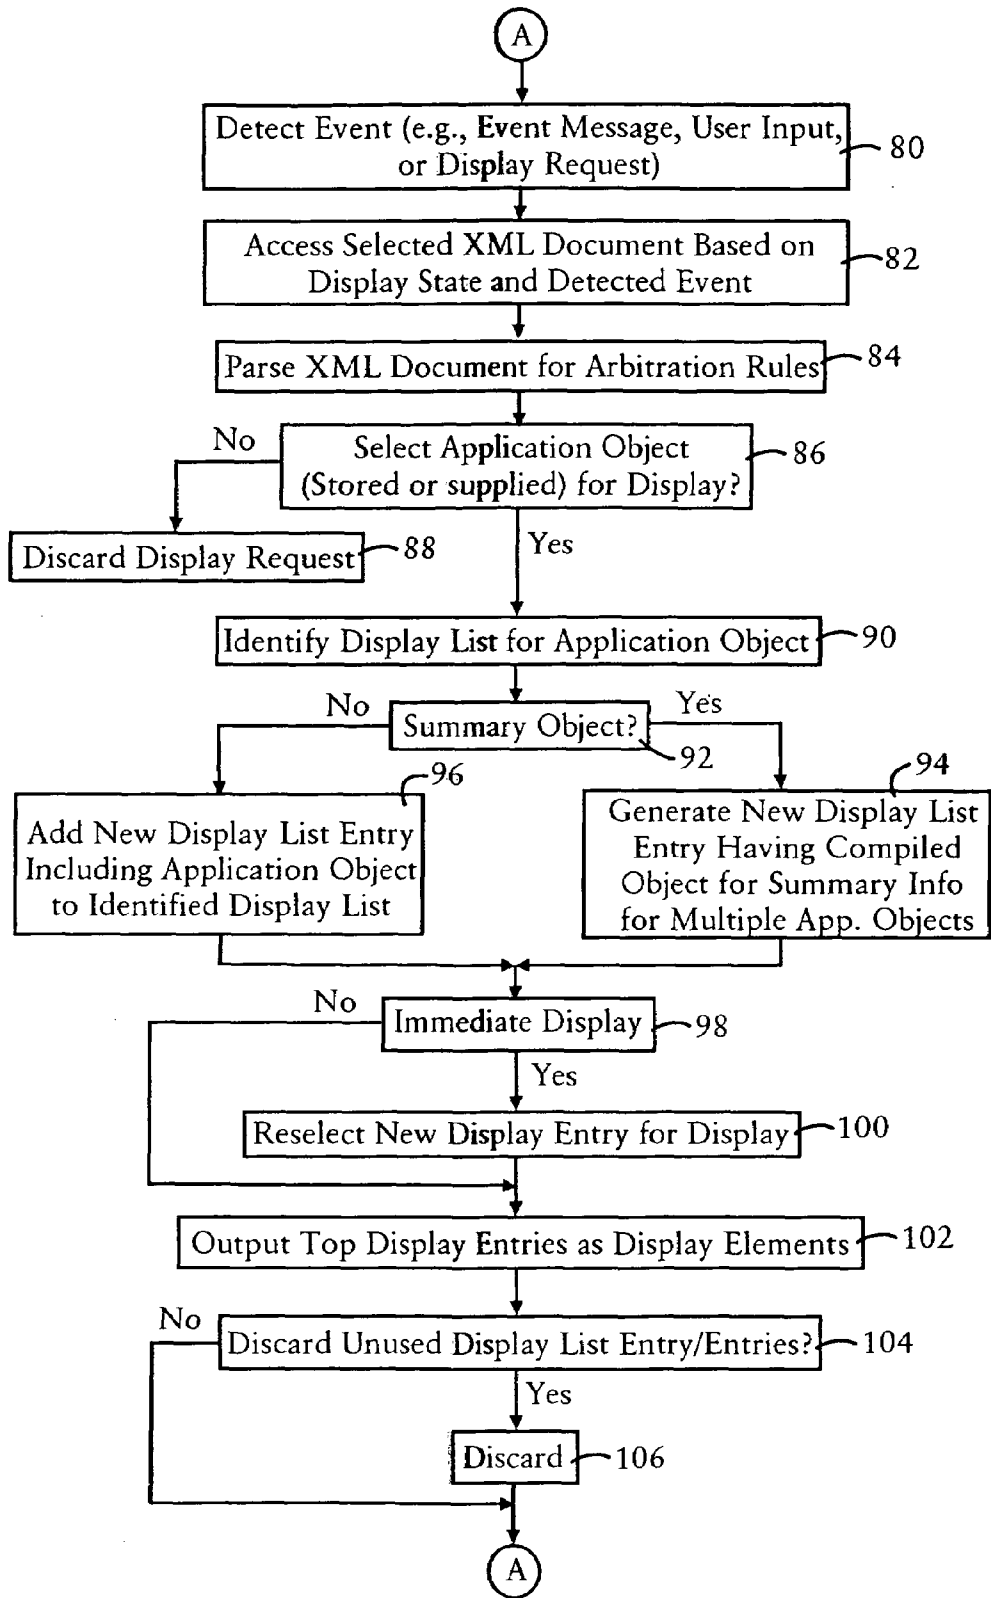 A
Detect Event (e.g., Event Message, User Input,
or Display Request)
80
Access Selected XML Document Based on
Display State and Detected Event
82
Parse XML Document for Arbitration Rules
84
No
Select Application Object
(Stored or supplied) for Display?
86
Discard Display Request
88
Yes
Identify Display List for Application Object
90
No
Summary Object?
Yes
92
96
Add New Display List Entry
Including Application Object
to Identified Display List
94
Generate New Display List
Entry Having Compiled
Object for Summary Info
for Multiple App. Objects
No
Immediate Display
98
Yes
Reselect New Display Entry for Display
100
Output Top Display Entries as Display Elements
102
No
Discard Unused Display List Entry/Entries?
104
Yes
Discard
106
A